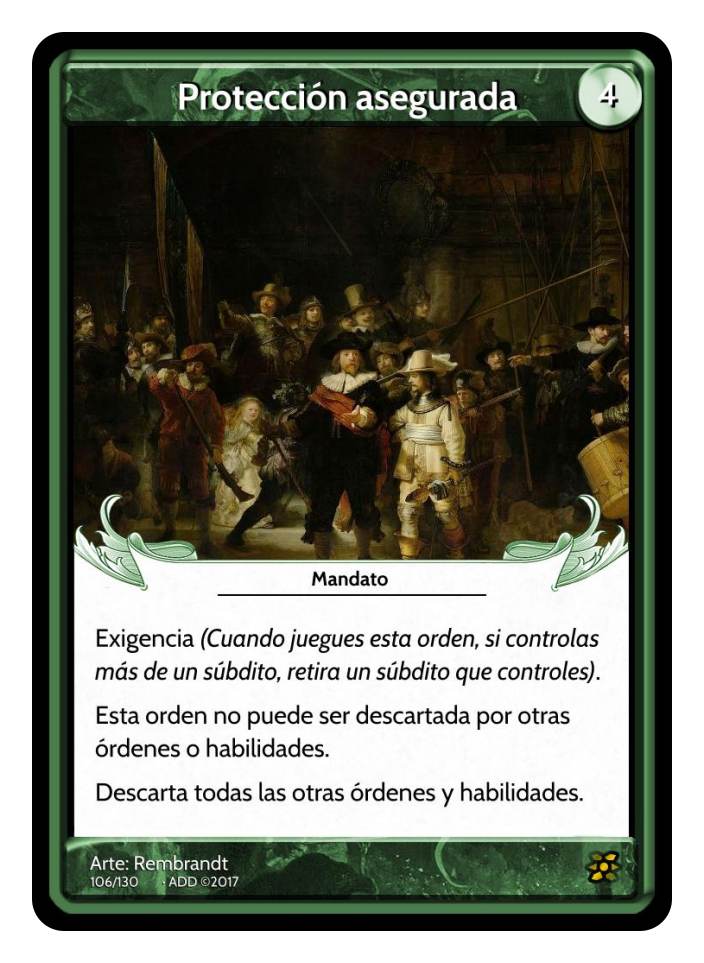 Protección asegurada
4
Mandato
Exigencia (Cuando juegues esta orden, si controlas
más de un súbdito, retira un súbdito que controles).
Esta orden no puede ser descartada por otras
órdenes o habilidades.
Descarta todas las otras órdenes y habilidades.
Arte: Rembrandt
106/130 · ADD ©2017